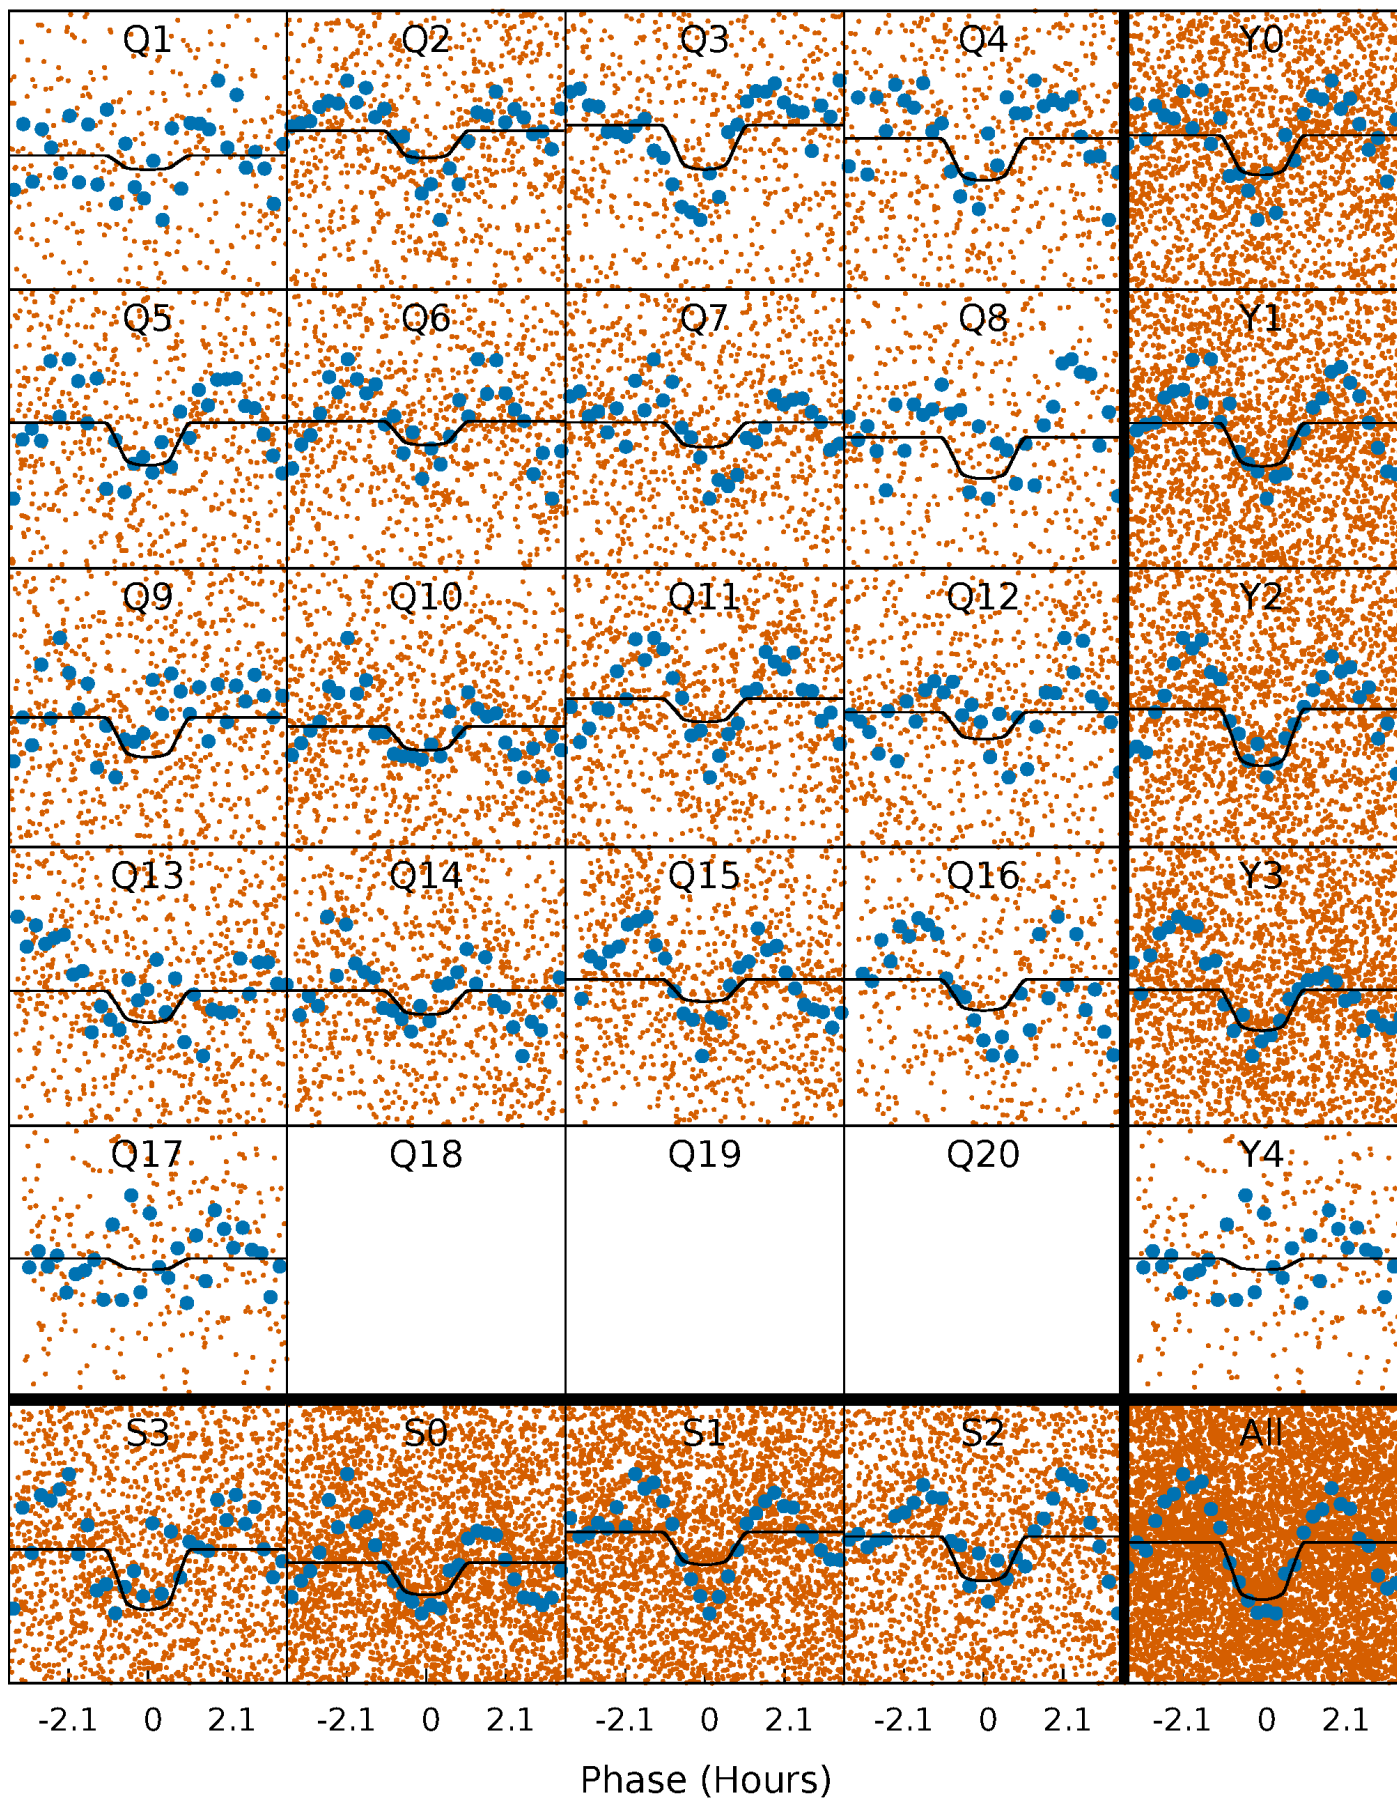 Q1 Q2 Q3 Q4 Y0
Q5 Q6 Q7 Q8 Y1
Q9 Q10 Q11 Q12 Y2
Q13 Q14 Q15 Q16 Y3
Q17 Q18 Q19 Q20 Y4
S3 S0 S1 S2 All
-2.1 0 2.1 -2.1 0 2.1 -2.1 0 2.1 -2.1 0 2.1 -2.1 0 2.1
Phase (Hours)